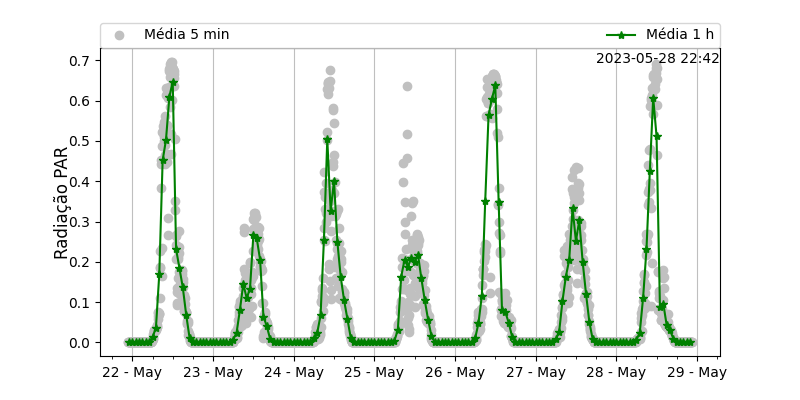 Média 5 min
Média 1 h
2023-05-28 22:42
Radiação PAR
0.7
0.6
0.5
0.4
0.3
0.2
0.1
0.0
22 - May
23 - May
24 - May
25 - May
26 - May
27 - May
28 - May
29 - May